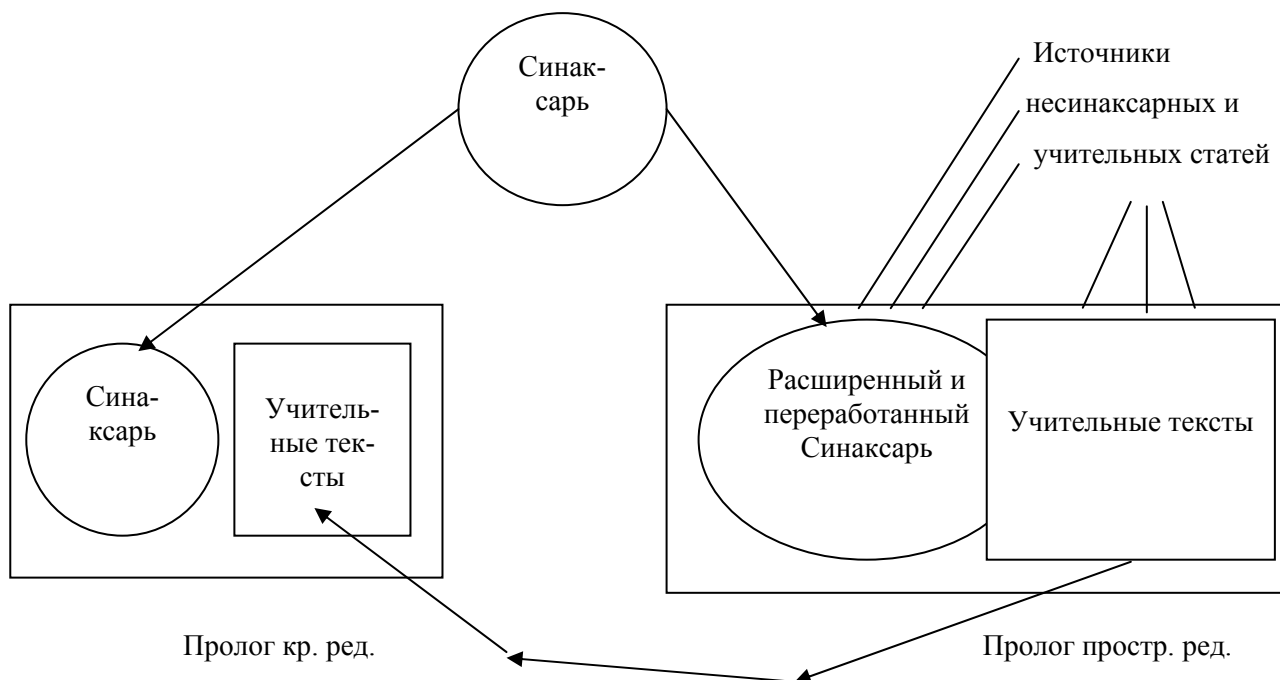 Синак-
сарь
Источники
несинаксарных и
учительных статей
Сина-
ксарь
Учитель-
ные тек-
сты
Расширенный и
переработанный
Синаксарь
Учительные тексты
Пролог кр. ред.
Пролог простр. ред.